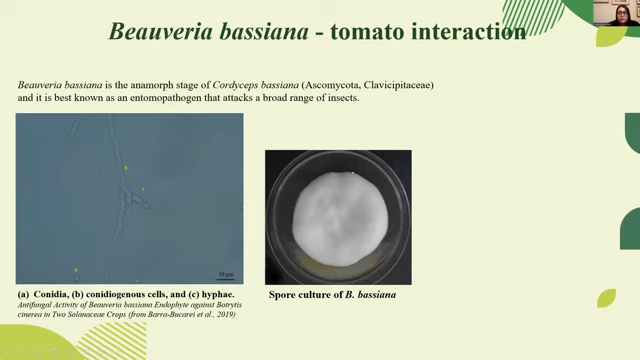 Beauveria bassiana - tomato interaction
Beauveria bassiana is the anamorph stage of Cordyceps bassiana (Ascomycota, Clavicipitaceae)
and it is best known as an entomopathogen that attacks a broad range of insects.
(a) Conidia, (b) conidiogenous cells, and (c) hyphae.
Antifungal Activity of Beauveria bassiana Endophyte against Botrytis
cinerea in Two Solanaceae Crops (from Barra-Bucarei et al., 2019)
Spore culture of B. bassiana